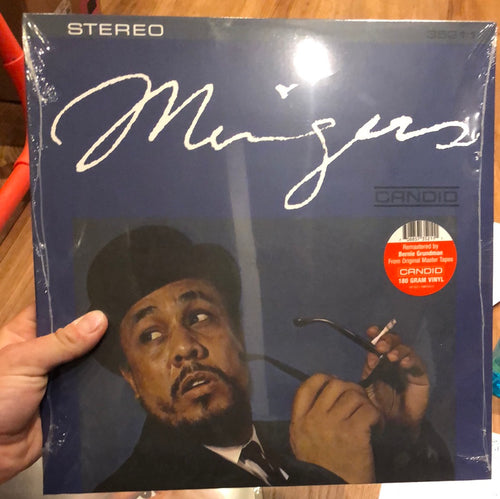 STEREO
Mingus
CANDID
Remastered by
Bernie Grundman
From Original Master Tapes
CANDID
180 GRAM VINYL